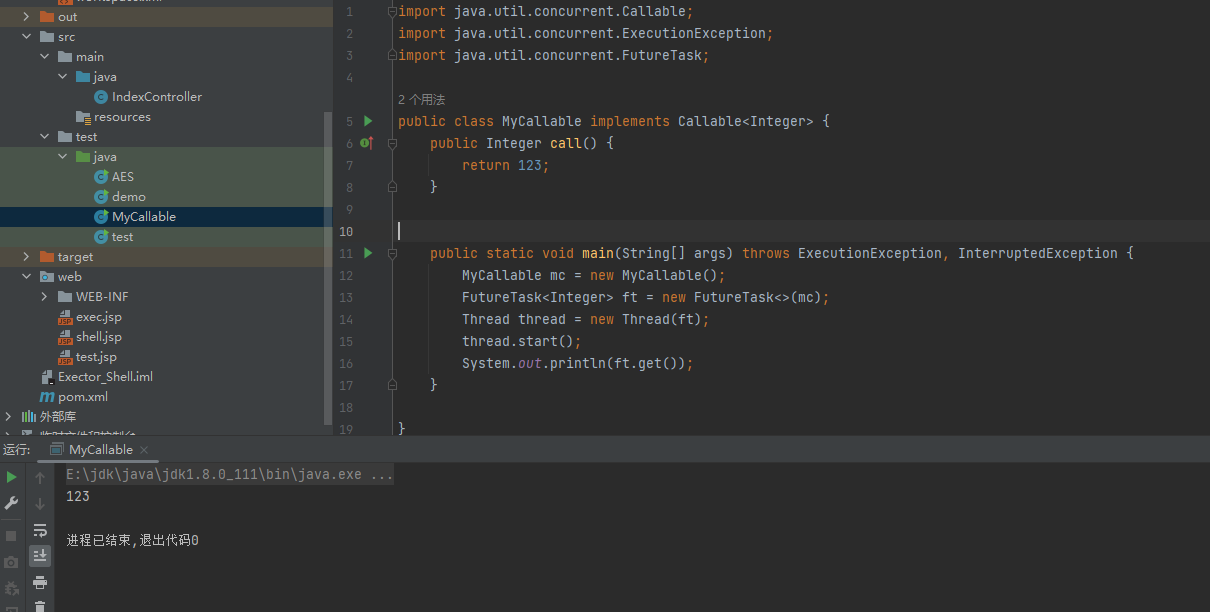 out
src
main
java
IndexController
resources
test
java
AES
demo
MyCallable
test
target
web
WEB-INF
exec.jsp
shell.jsp
test.jsp
Exector_Shell.iml
pom.xml
外部库
1 import java.util.concurrent.Callable;
2 import java.util.concurrent.ExecutionException;
3 import java.util.concurrent.FutureTask;
4
2 个用法
5 public class MyCallable implements Callable<Integer> {
6 public Integer call() {
7 return 123;
8 }
9
10
11 public static void main(String[] args) throws ExecutionException, InterruptedException {
12 MyCallable mc = new MyCallable();
13 FutureTask<Integer> ft = new FutureTask<>(mc);
14 Thread thread = new Thread(ft);
15 thread.start();
16 System.out.println(ft.get());
17 }
18
19 }
运行: MyCallable
E:\jdk\java\jdk1.8.0_111\bin\java.exe ...
123
进程已结束,退出代码0